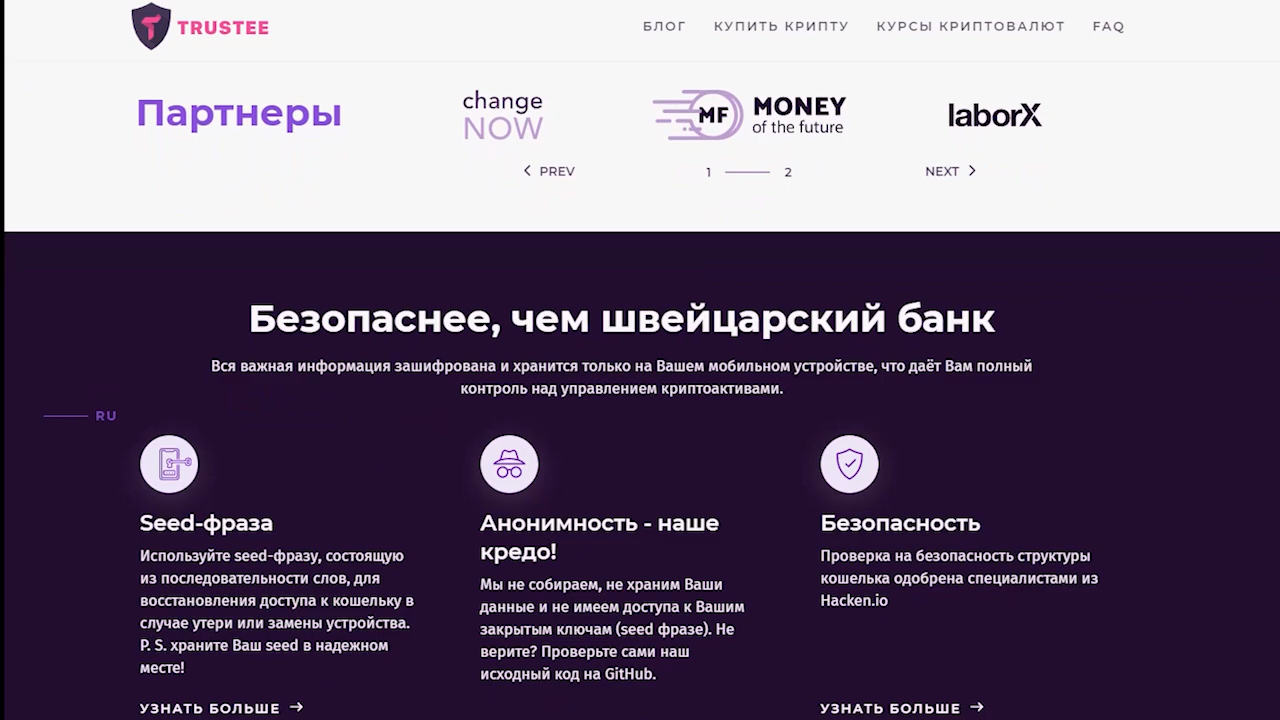 TRUSTEE
БЛОГ
КУПИТЬ КРИПТУ
КУРСЫ КРИПТОВАЛЮТ
FAQ
Партнеры
change
NOW
MF
MONEY
of the future
laborX
PREV
1
2
NEXT
Безопаснее, чем швейцарский банк
Вся важная информация зашифрована и хранится только на Вашем мобильном устройстве, что даёт Вам полный
контроль над управлением криптоактивами.
RU
Seed-фраза
Используйте seed-фразу, состоящую
из последовательности слов, для
восстановления доступа к кошельку в
случае утери или замены устройства.
P. S. храните Ваш seed в надежном
месте!
УЗНАТЬ БОЛЬШЕ →
Анонимность - наше
кредо!
Мы не собираем, не храним Ваши
данные и не имеем доступа к Вашим
закрытым ключам (seed фразе). Не
верите? Проверьте сами наш
исходный код на GitHub.
Безопасность
Проверка на безопасность структуры
кошелька одобрена специалистами из
Hacken.io
УЗНАТЬ БОЛЬШЕ →